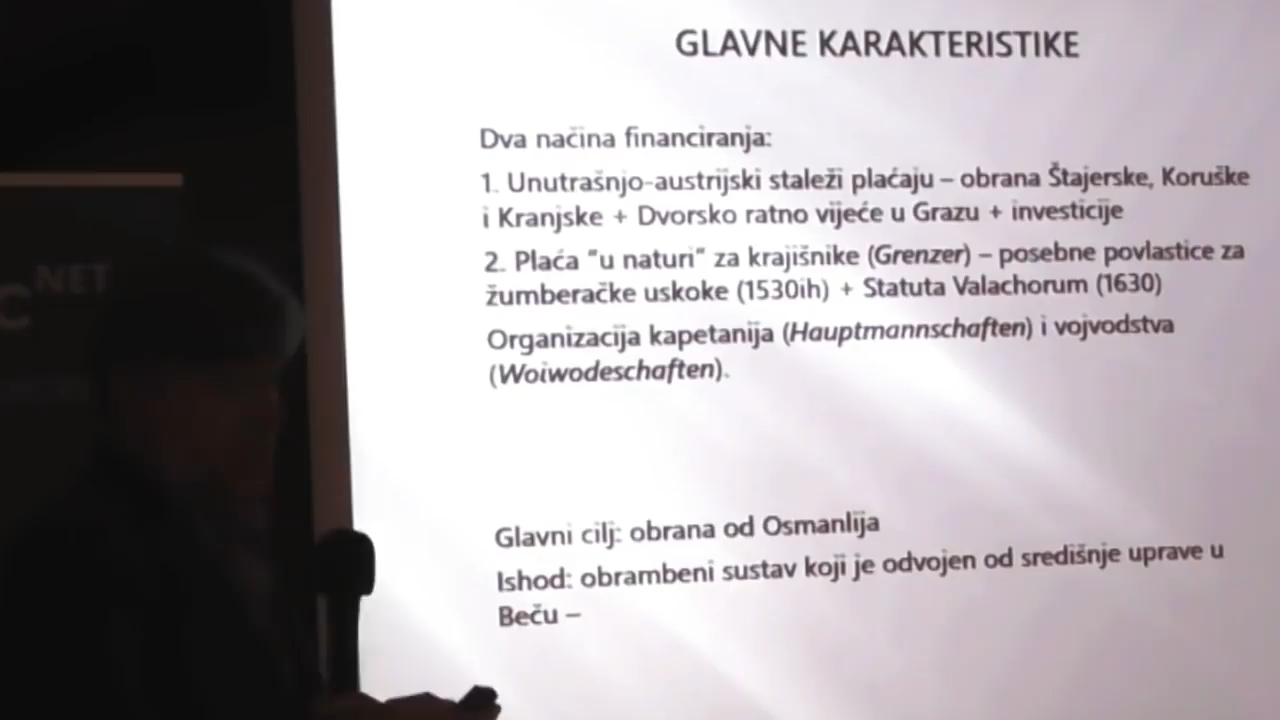 GLAVNE KARAKTERISTIKE
Dva načina financiranja:
1. Unutrašnjo-austrijski staleži plaćaju – obrana Štajerske, Koruške
i Kranjske + Dvorsko ratno vijeće u Grazu + investicije
2. Plaća "u naturi" za krajišnike (Grenzer) – posebne povlastice za
žumberačke uskoke (1530ih) + Statuta Valachorum (1630)
Organizacija kapetanija (Hauptmannschaften) i vojvodstva
(Woiwodeschaften).
Glavni cilj: obrana od Osmanlija
Ishod: obrambeni sustav koji je odvojen od središnje uprave u
Beču –
NET
C